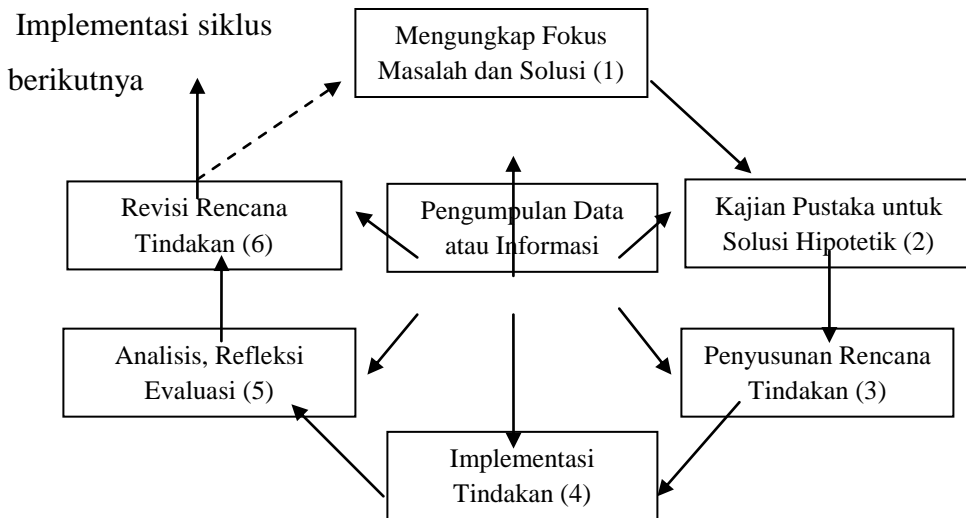 Implementasi siklus
berikutnya
Mengungkap Fokus
Masalah dan Solusi (1)
Revisi Rencana
Tindakan (6)
Pengumpulan Data
atau Informasi
Kajian Pustaka untuk
Solusi Hipotetik (2)
Analisis, Refleksi
Evaluasi (5)
Penyusunan Rencana
Tindakan (3)
Implementasi
Tindakan (4)